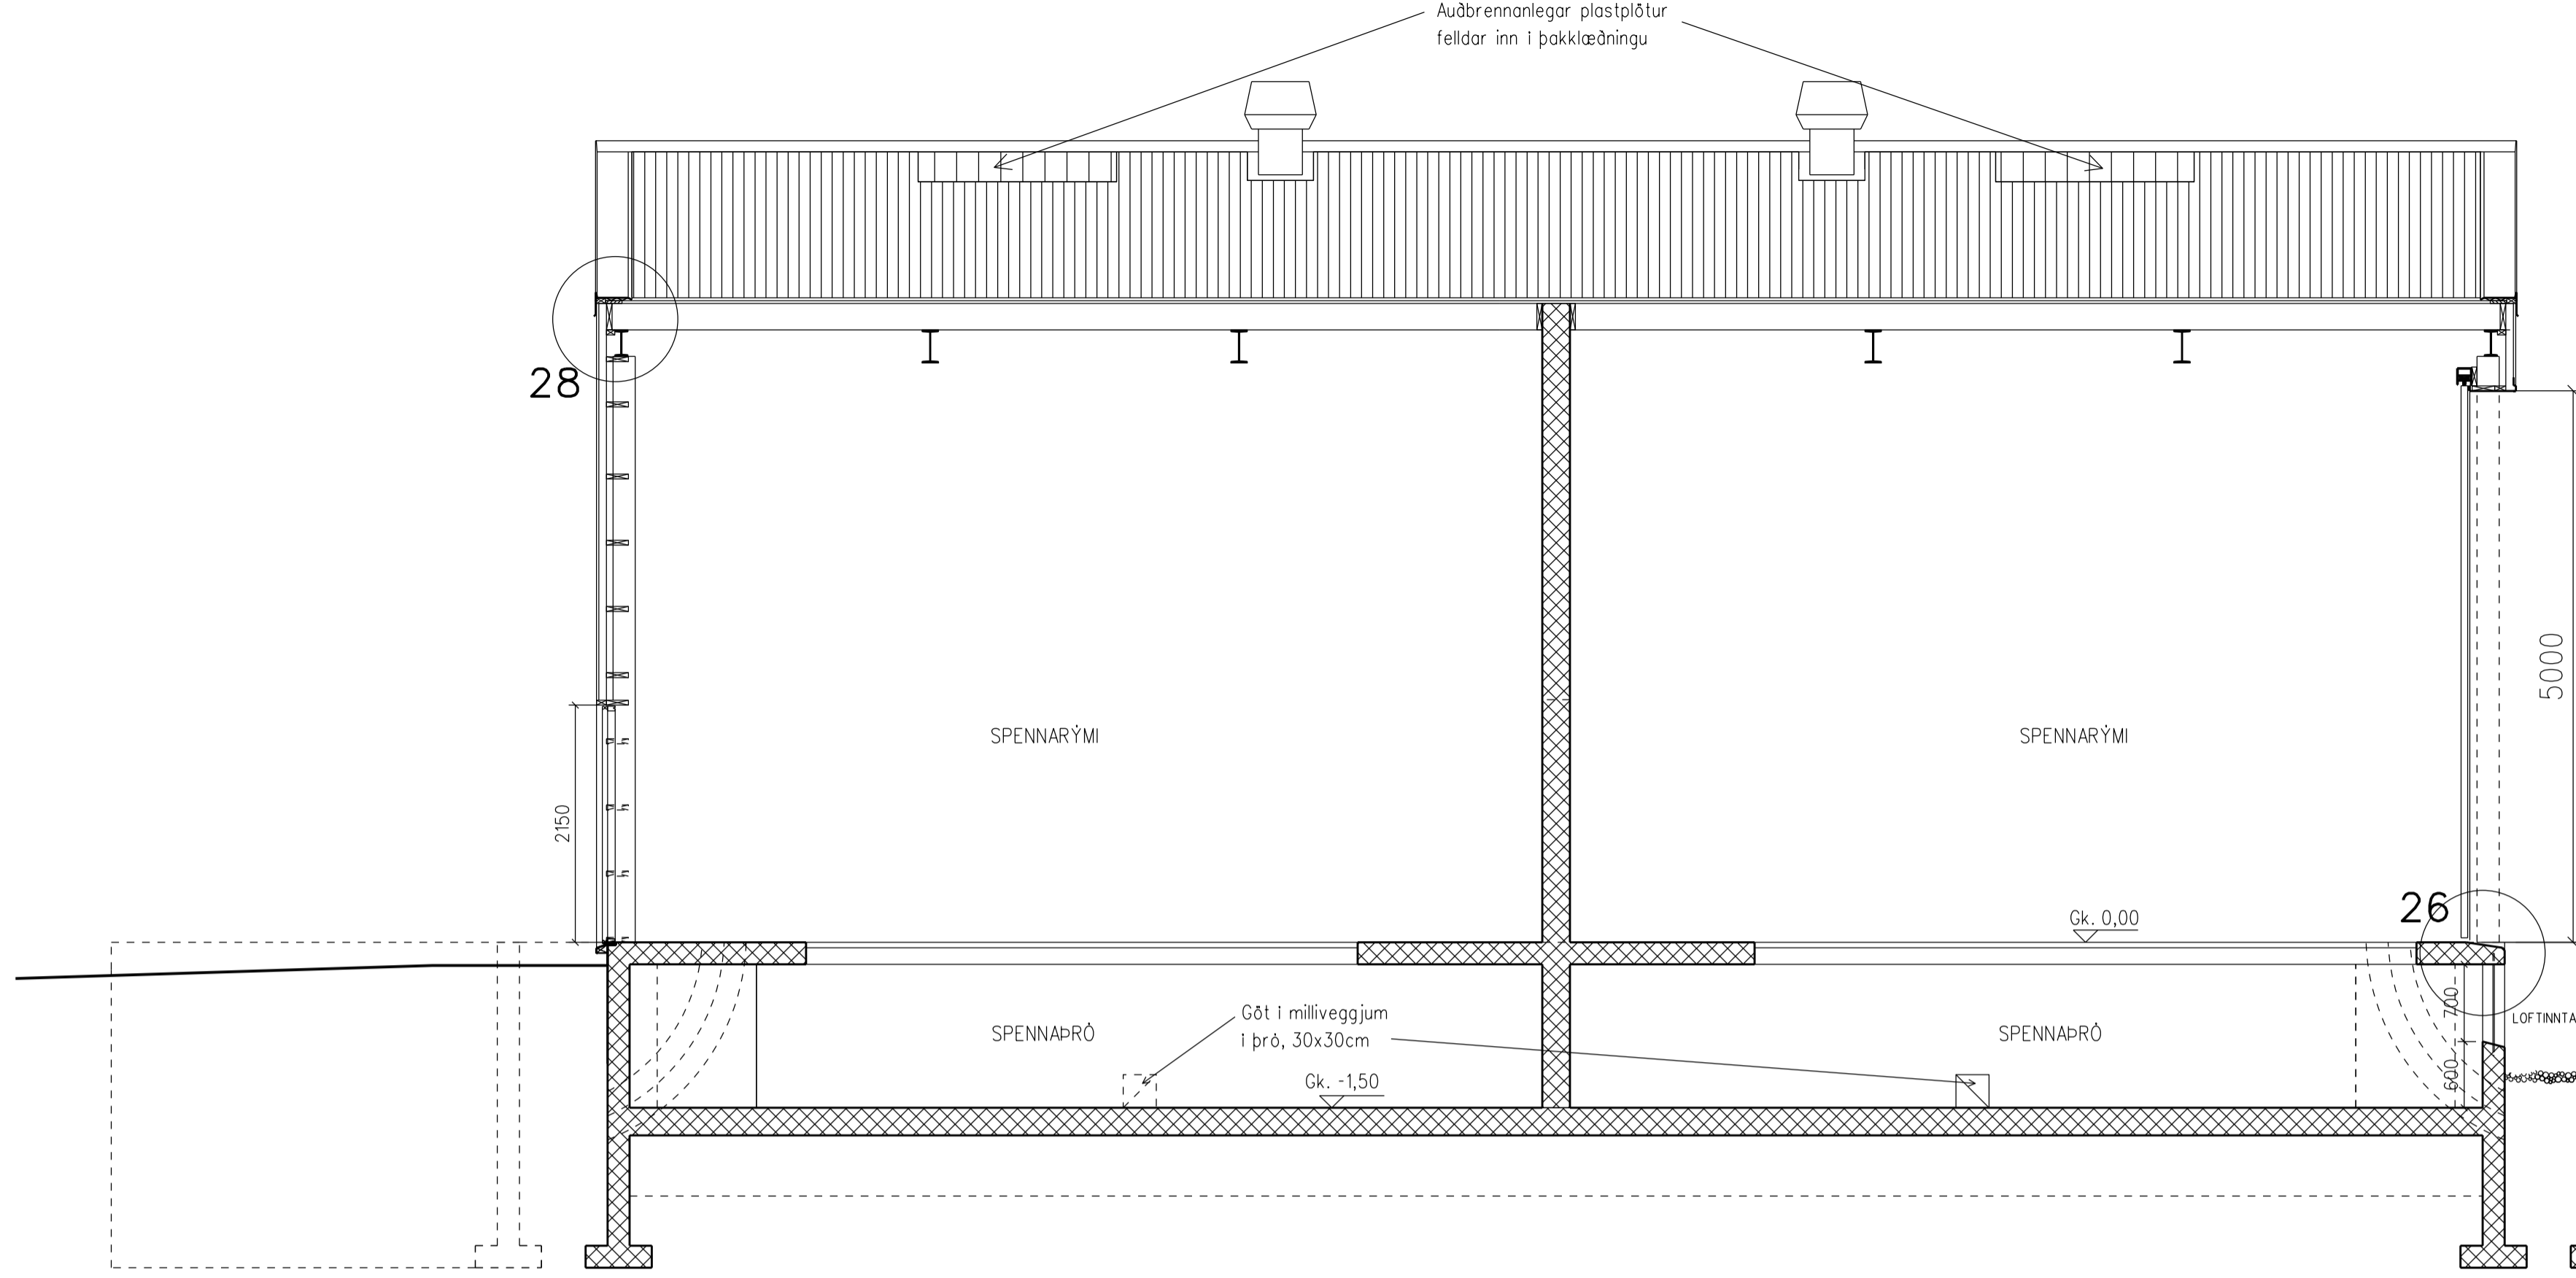 Auðbrennanlegar plastplötur
felldar inn í þakklæðningu
28
5000
SPENNARÝMI
SPENNARÝMI
2150
26
Gk. 0,00
700
LOFTINNTA
Göt í milliveggjum
í þró, 30x30cm
SPENNAÞRÓ
SPENNAÞRÓ
Gk. -1,50
600